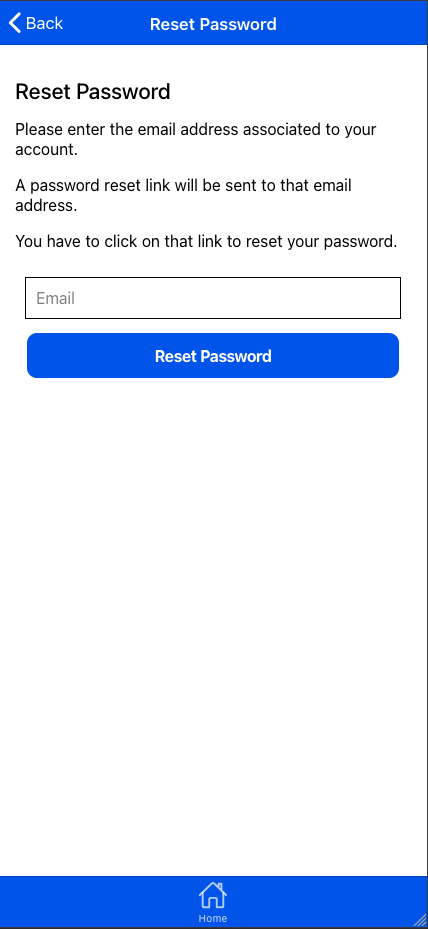 Back
Reset Password
Reset Password
Please enter the email address associated to your
account.
A password reset link will be sent to that email
address.
You have to click on that link to reset your password.
Email
Reset Password
Home